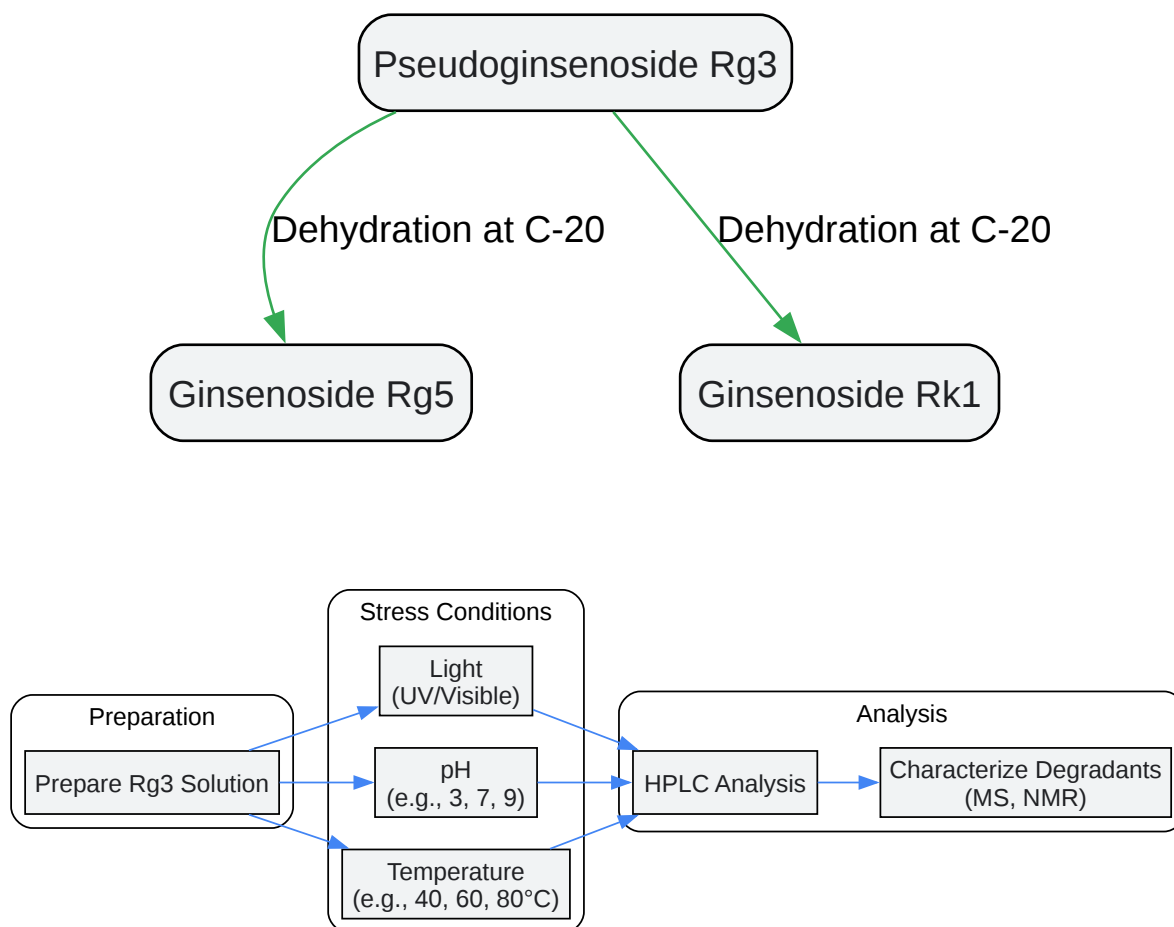 Pseudoginsenoside Rg3
Dehydration at C-20
Dehydration at C-20
Ginsenoside Rg5
Ginsenoside Rk1
Preparation
Prepare Rg3 Solution
Stress Conditions
Light
(UV/Visible)
pH
(e.g., 3, 7, 9)
Temperature
(e.g., 40, 60, 80°C)
Analysis
HPLC Analysis
Characterize Degradants
(MS, NMR)